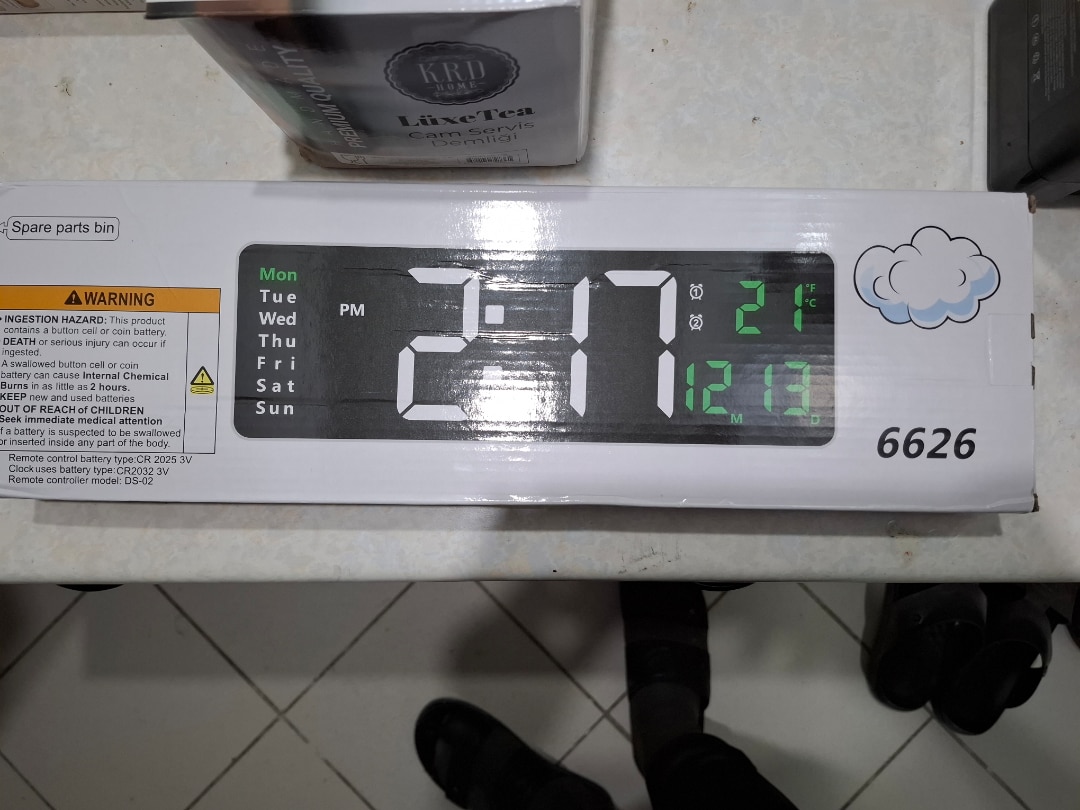 PREMIUM QUALITY
KRD
HOME
LüxeTea
Cam Servis
Demliği
Spare parts bin
WARNING
INGESTION HAZARD: This product
contains a button cell or coin battery.
DEATH or serious injury can occur if
ingested.
A swallowed button cell or coin
battery can cause Internal Chemical
Burns in as little as 2 hours.
KEEP new and used batteries
OUT OF REACH of CHILDREN
Seek immediate medical attention
if a battery is suspected to be swallowed
or inserted inside any part of the body.
Remote control battery type:CR 2025 3V
Clock uses battery type:CR2032 3V
Remote controller model: DS-02
Mon
Tue
Wed
Thu
Fri
Sat
Sun
PM
2:17
1
2
21
°F
°C
12 M 13 D
6626